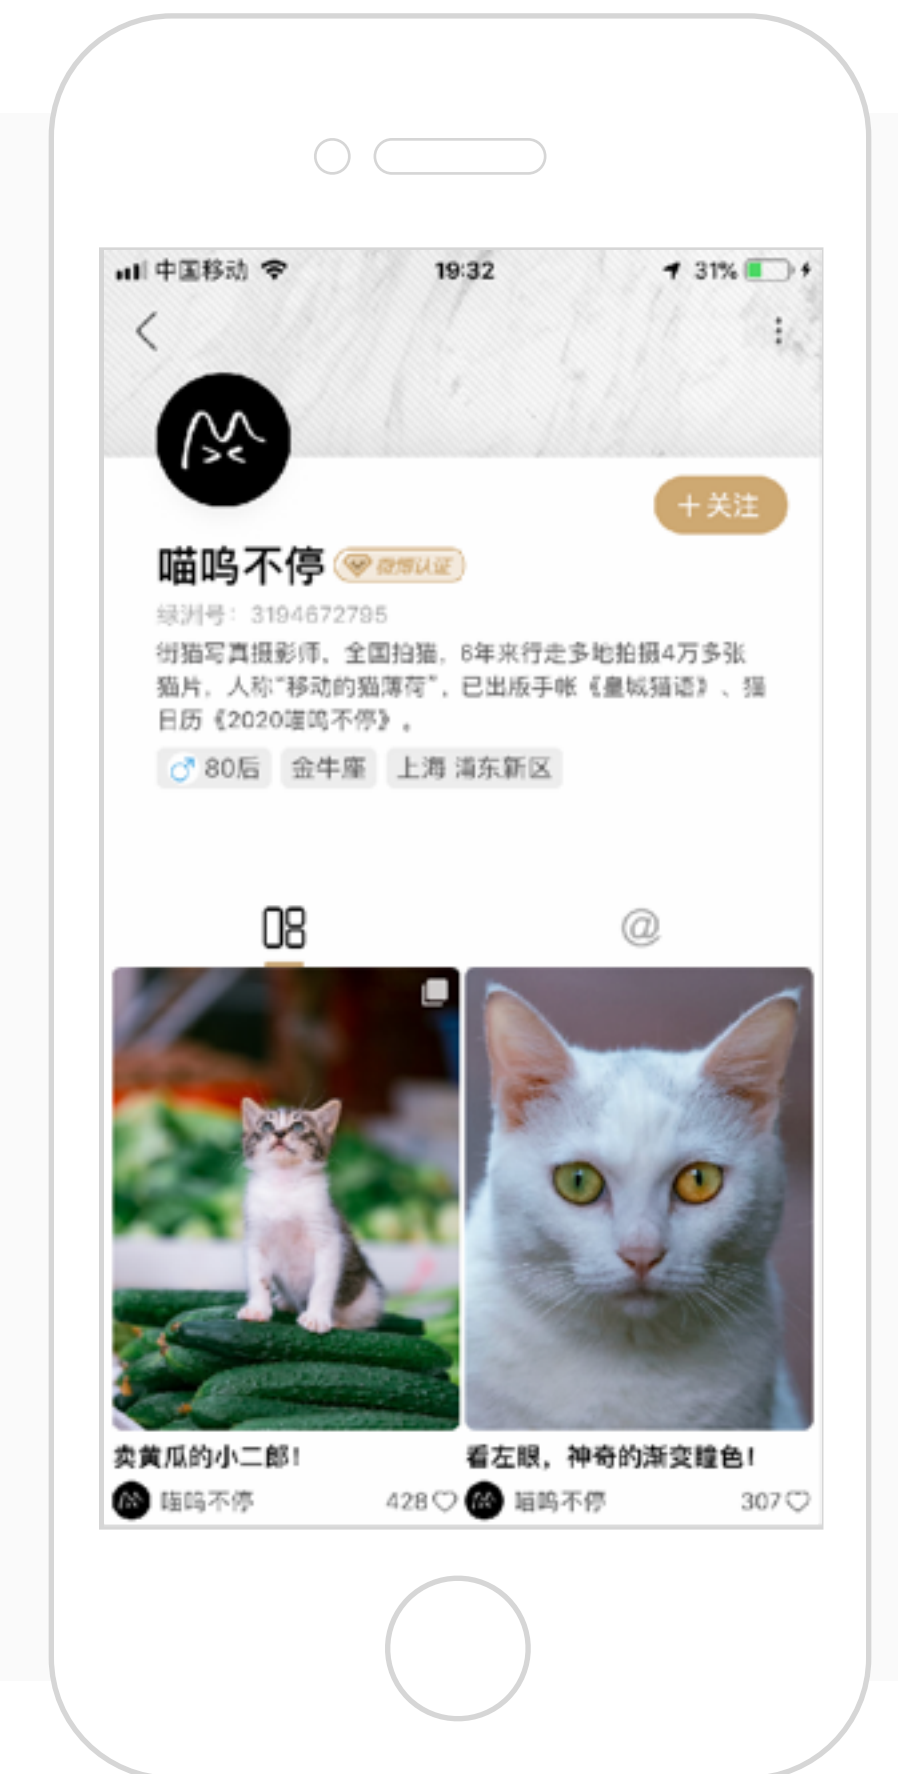 中国移动 19:32 31%
喵呜不停 微博认证
+关注
绿洲号：3194672795
街猫写真摄影师，全国拍猫，6年来行走多地拍摄4万多张
猫片，人称“移动的猫薄荷”，已出版手帐《皇城猫语》、猫
日历《2020喵呜不停》。
80后 金牛座 上海 浦东新区
@
卖黄瓜的小二郎！
喵呜不停 428
看左眼，神奇的渐变瞳色！
喵呜不停 307